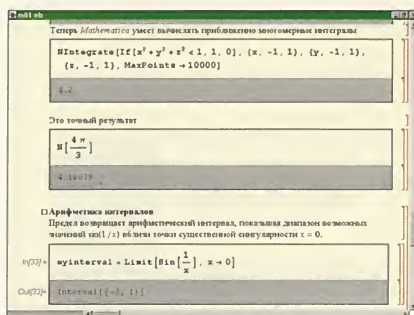 m01.nb
Теперь Mathematica умеет вычислять приближенно многомерные интегралы
NIntegrate[If[x² + y² + z² < 1, 1, 0], {x, -1, 1}, {y, -1, 1},
{z, -1, 1}, MaxPoints → 10000]
4.2
Это точный результат
N[4 π / 3]
4.18879
Арифметика интервалов
Предел возвращает арифметический интервал, показывая диапазон возможных
значений sin(1/x) вблизи точки существенной сингулярности x = 0.
In[33]:= myinterval = Limit[Sin[1/x], x → 0]
Out[33]= Interval[{-1, 1}]